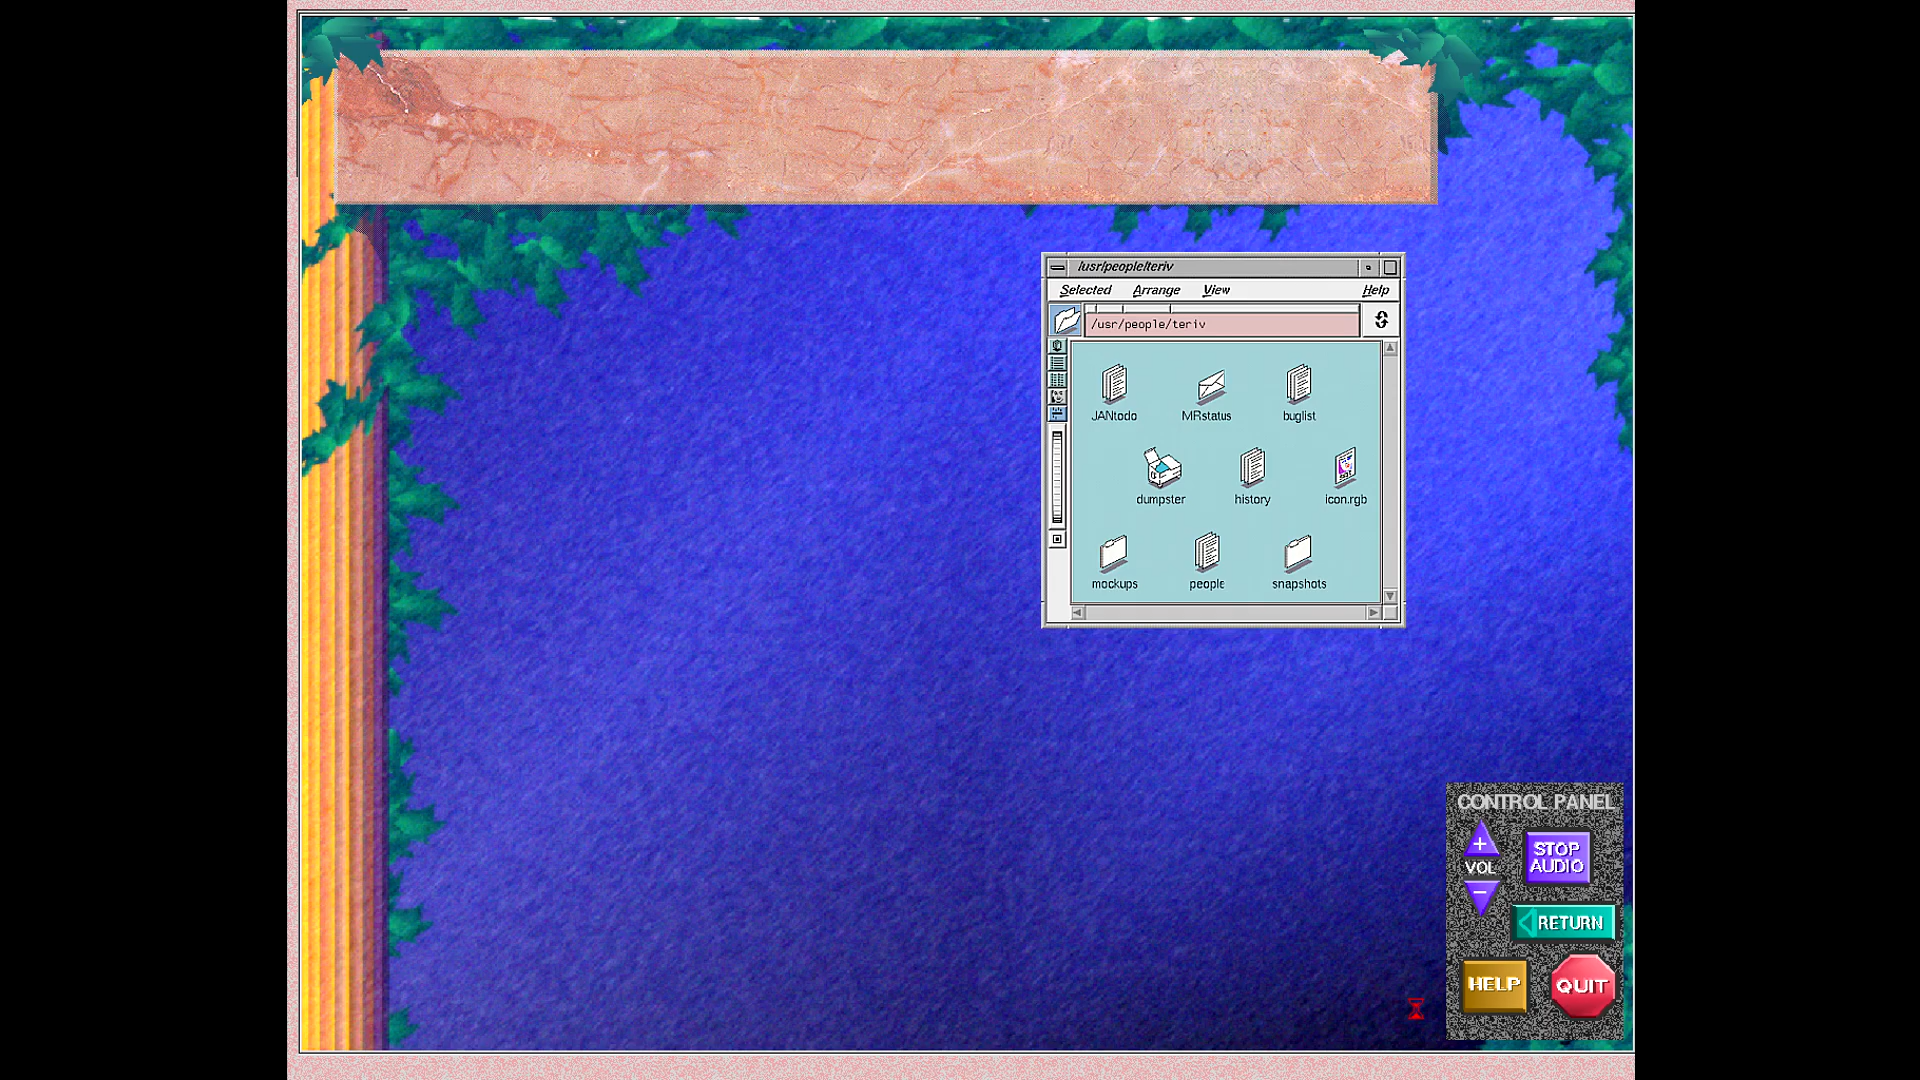 /usr/people/teriv
Selected Arrange View Help
/usr/people/teriv
JANtodo MRstatus buglist
dumpster history icon.rgb
mockups people snapshots
CONTROL PANEL
+
VOL
−
STOP
AUDIO
RETURN
HELP
QUIT